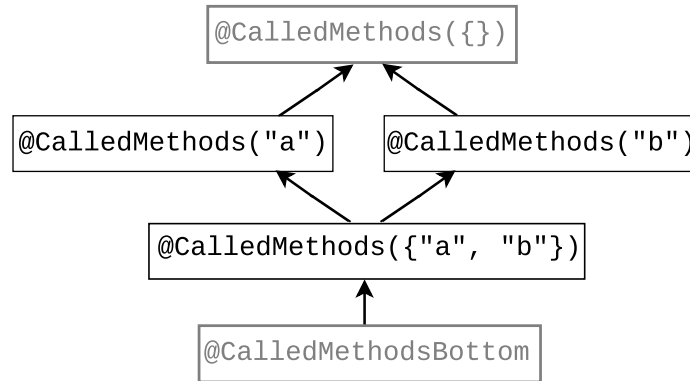 @CalledMethods({})
@CalledMethods("a")
@CalledMethods("b")
@CalledMethods({"a", "b"})
@CalledMethodsBottom